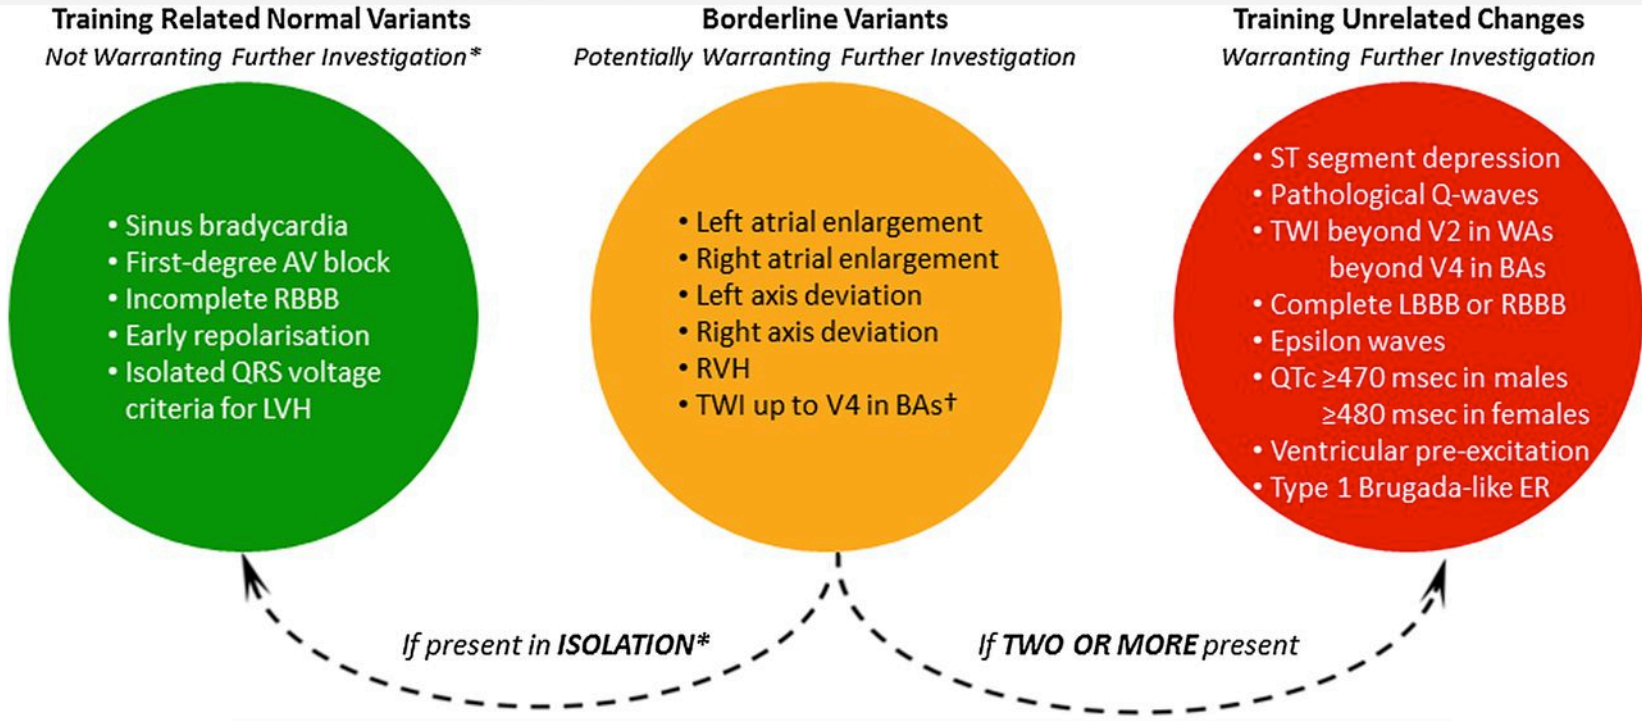 Training Related Normal Variants
Not Warranting Further Investigation*
• Sinus bradycardia
• First-degree AV block
• Incomplete RBBB
• Early repolarisation
• Isolated QRS voltage
criteria for LVH
Borderline Variants
Potentially Warranting Further Investigation
• Left atrial enlargement
• Right atrial enlargement
• Left axis deviation
• Right axis deviation
• RVH
• TWI up to V4 in BAs†
Training Unrelated Changes
Warranting Further Investigation
• ST segment depression
• Pathological Q-waves
• TWI beyond V2 in WAs
beyond V4 in BAs
• Complete LBBB or RBBB
• Epsilon waves
• QTc ≥470 msec in males
≥480 msec in females
• Ventricular pre-excitation
• Type 1 Brugada-like ER
If present in ISOLATION*
If TWO OR MORE present